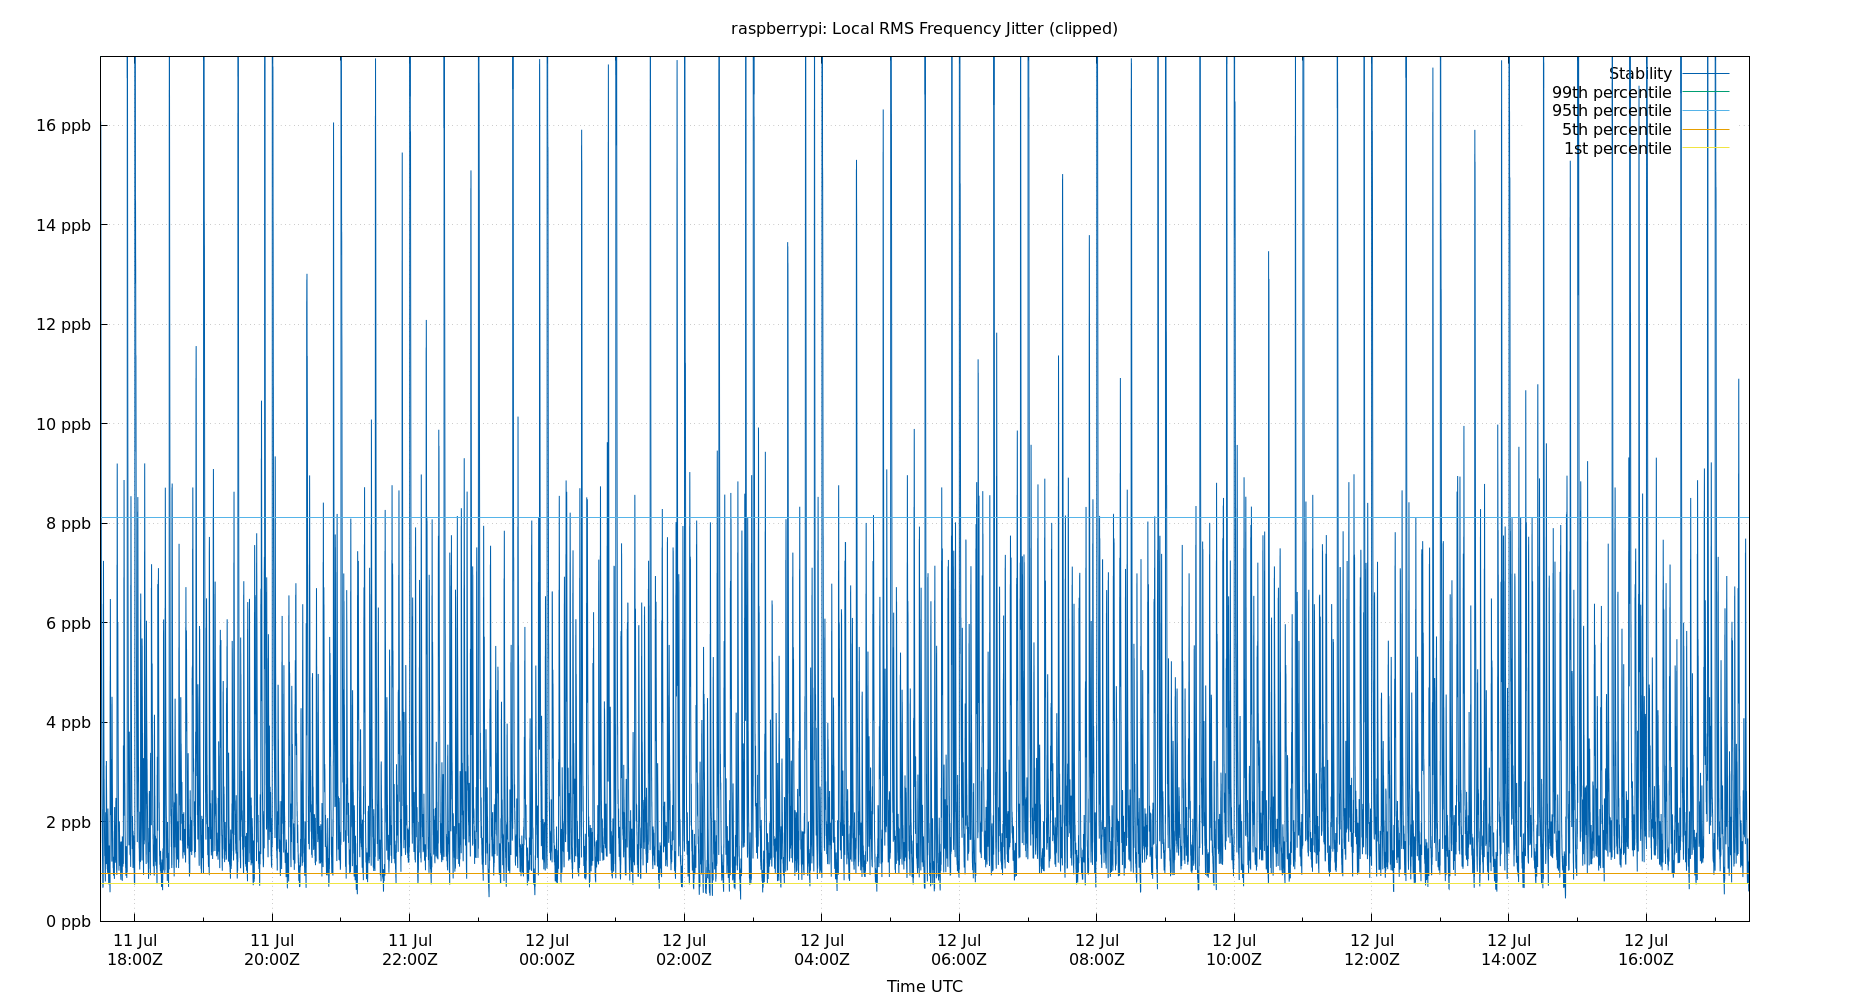 raspberrypi: Local RMS Frequency Jitter (clipped)
Stability
99th percentile
95th percentile
5th percentile
1st percentile
16 ppb
14 ppb
12 ppb
10 ppb
8 ppb
6 ppb
4 ppb
2 ppb
0 ppb
11 Jul 11 Jul 11 Jul 12 Jul 12 Jul 12 Jul 12 Jul 12 Jul 12 Jul 12 Jul 12 Jul 12 Jul
18:00Z 20:00Z 22:00Z 00:00Z 02:00Z 04:00Z 06:00Z 08:00Z 10:00Z 12:00Z 14:00Z 16:00Z
Time UTC